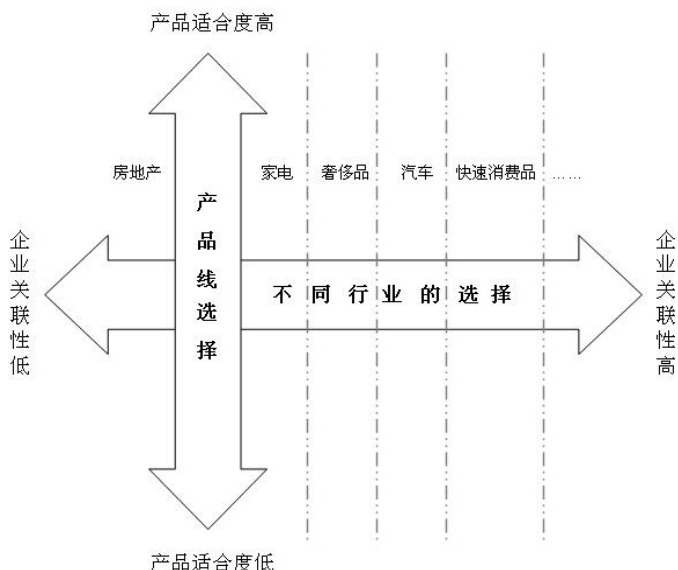 产品适合度高
房地产
家电
奢侈品
汽车
快速消费品
……
产品线选择
企业关联性低
不同行业的选择
企业关联性高
产品适合度低